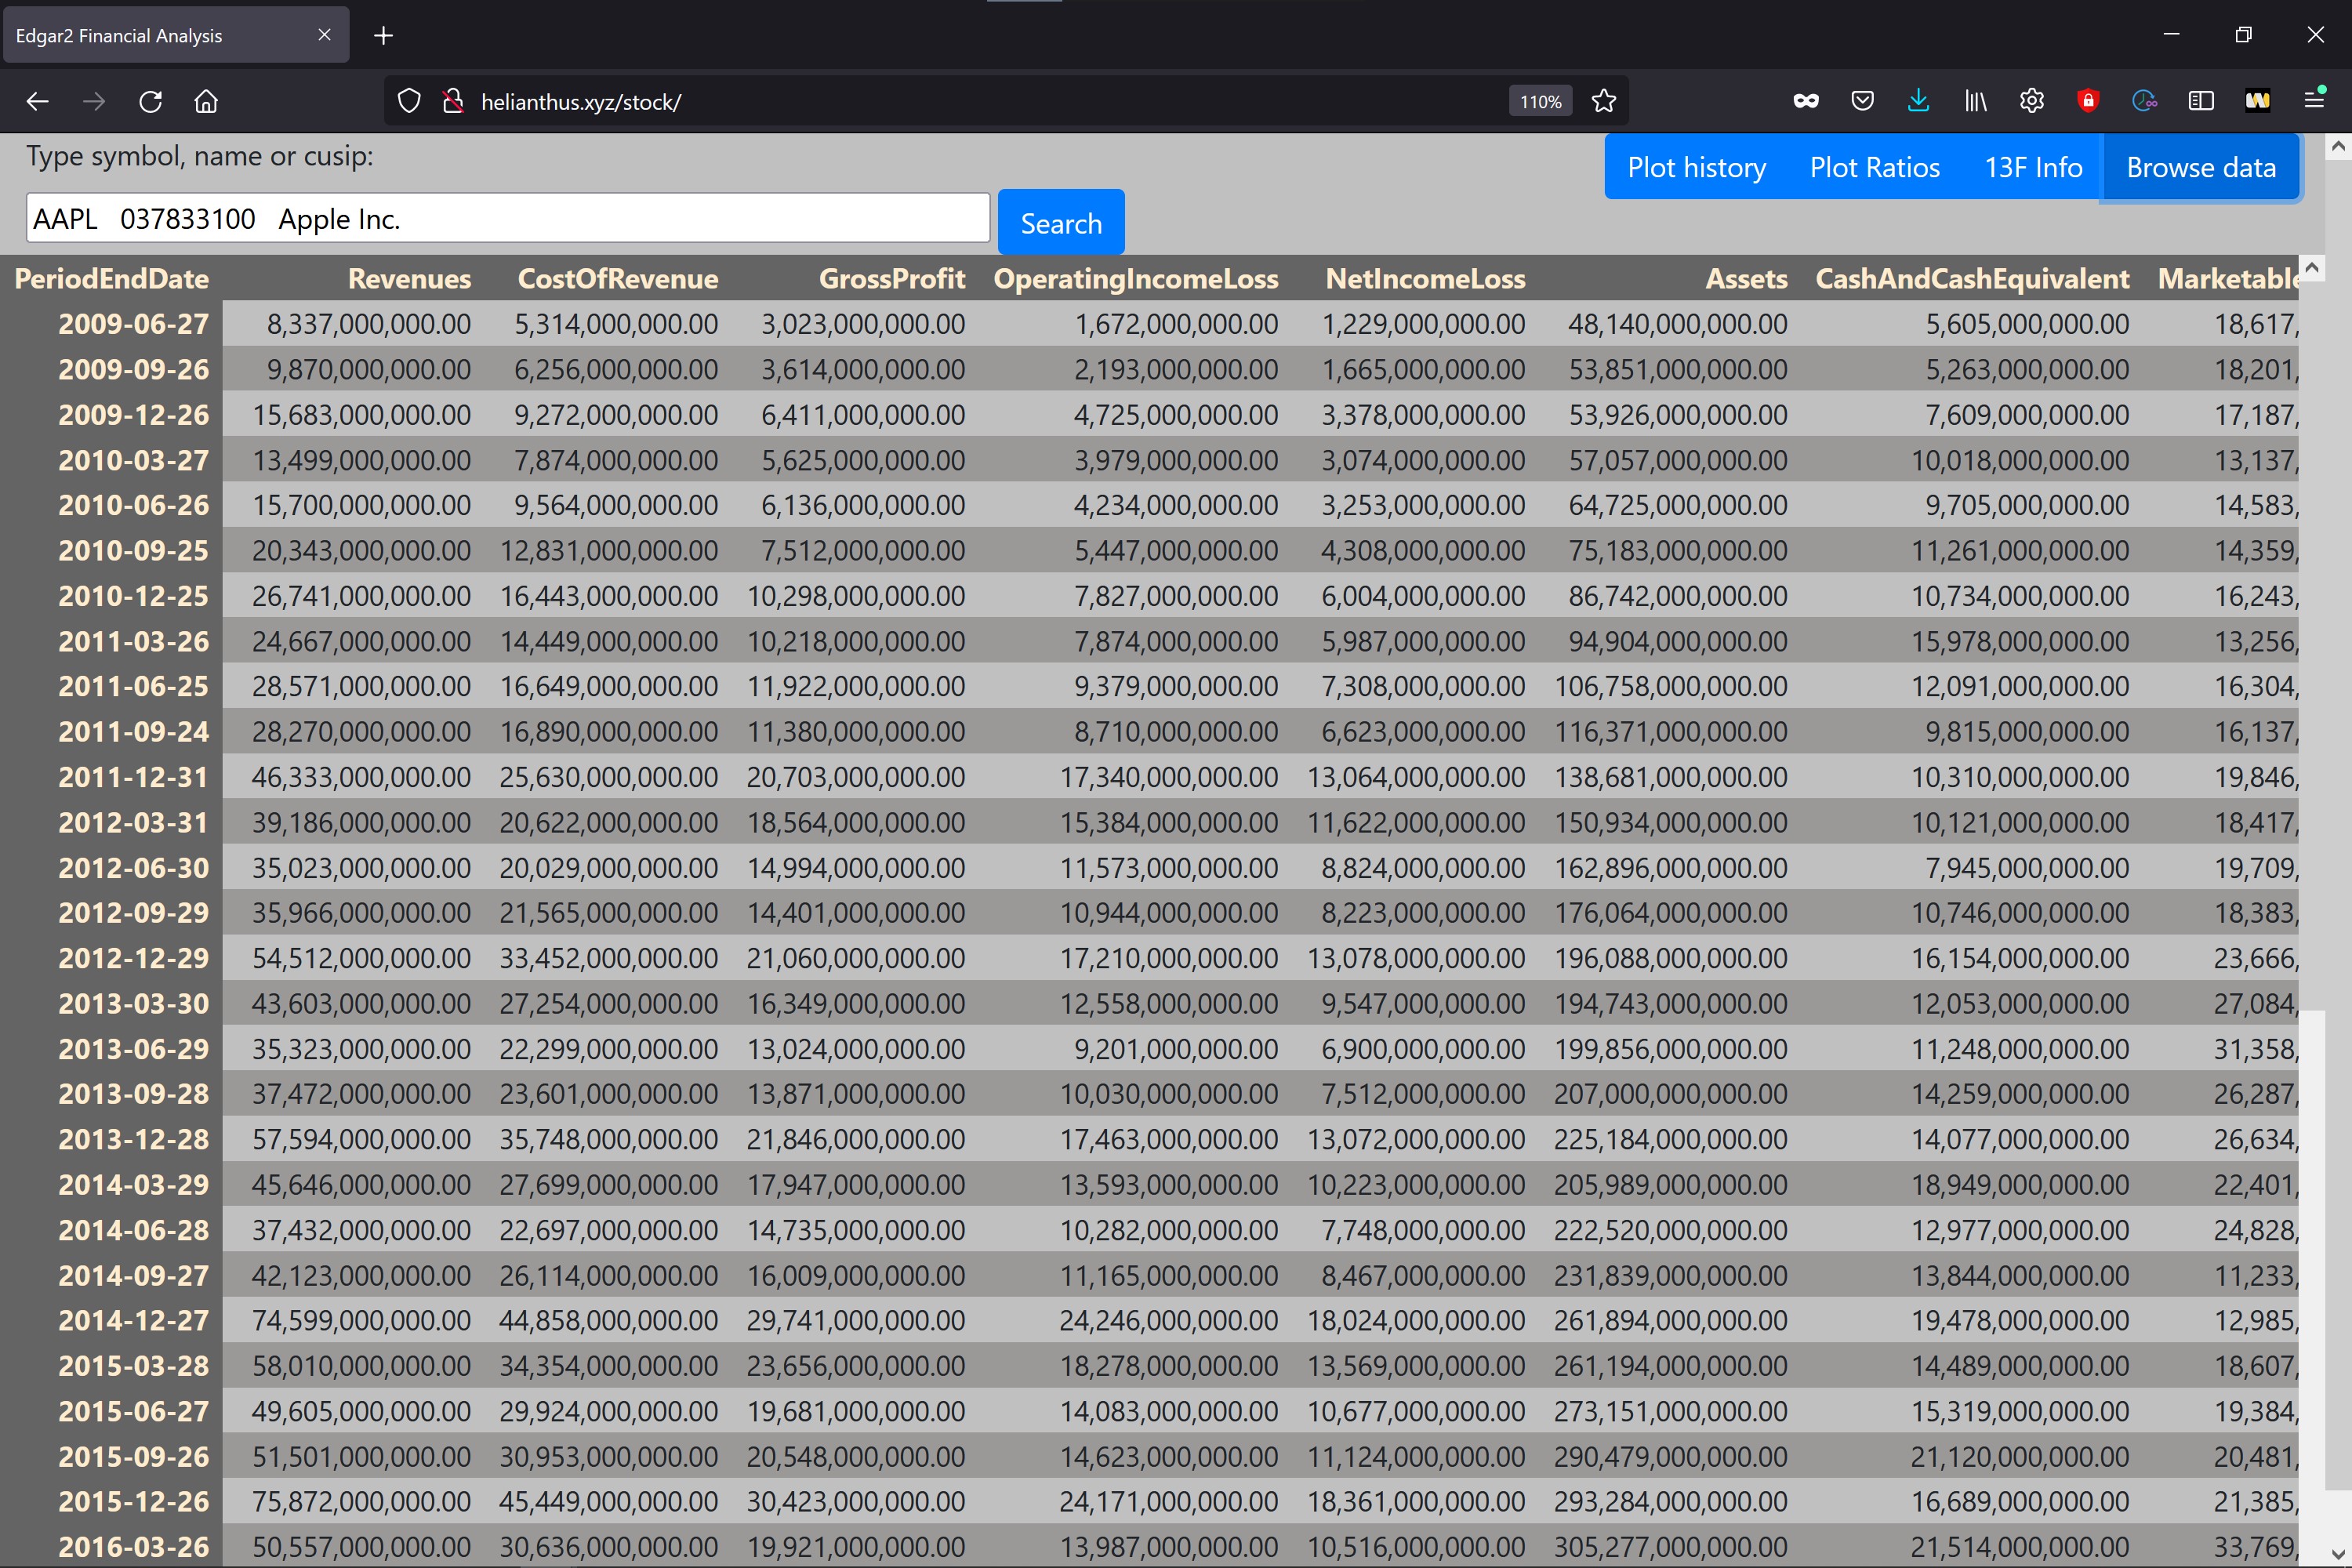 Edgar2 Financial Analysis
helianthus.xyz/stock/ 110%
Type symbol, name or cusip:
Plot history Plot Ratios 13F Info Browse data
AAPL 037833100 Apple Inc. Search
PeriodEndDate Revenues CostOfRevenue GrossProfit OperatingIncomeLoss NetIncomeLoss Assets CashAndCashEquivalent Marketable
2009-06-27 8,337,000,000.00 5,314,000,000.00 3,023,000,000.00 1,672,000,000.00 1,229,000,000.00 48,140,000,000.00 5,605,000,000.00 18,617,
2009-09-26 9,870,000,000.00 6,256,000,000.00 3,614,000,000.00 2,193,000,000.00 1,665,000,000.00 53,851,000,000.00 5,263,000,000.00 18,201,
2009-12-26 15,683,000,000.00 9,272,000,000.00 6,411,000,000.00 4,725,000,000.00 3,378,000,000.00 53,926,000,000.00 7,609,000,000.00 17,187,
2010-03-27 13,499,000,000.00 7,874,000,000.00 5,625,000,000.00 3,979,000,000.00 3,074,000,000.00 57,057,000,000.00 10,018,000,000.00 13,137,
2010-06-26 15,700,000,000.00 9,564,000,000.00 6,136,000,000.00 4,234,000,000.00 3,253,000,000.00 64,725,000,000.00 9,705,000,000.00 14,583,
2010-09-25 20,343,000,000.00 12,831,000,000.00 7,512,000,000.00 5,447,000,000.00 4,308,000,000.00 75,183,000,000.00 11,261,000,000.00 14,359,
2010-12-25 26,741,000,000.00 16,443,000,000.00 10,298,000,000.00 7,827,000,000.00 6,004,000,000.00 86,742,000,000.00 10,734,000,000.00 16,243,
2011-03-26 24,667,000,000.00 14,449,000,000.00 10,218,000,000.00 7,874,000,000.00 5,987,000,000.00 94,904,000,000.00 15,978,000,000.00 13,256,
2011-06-25 28,571,000,000.00 16,649,000,000.00 11,922,000,000.00 9,379,000,000.00 7,308,000,000.00 106,758,000,000.00 12,091,000,000.00 16,304,
2011-09-24 28,270,000,000.00 16,890,000,000.00 11,380,000,000.00 8,710,000,000.00 6,623,000,000.00 116,371,000,000.00 9,815,000,000.00 16,137,
2011-12-31 46,333,000,000.00 25,630,000,000.00 20,703,000,000.00 17,340,000,000.00 13,064,000,000.00 138,681,000,000.00 10,310,000,000.00 19,846,
2012-03-31 39,186,000,000.00 20,622,000,000.00 18,564,000,000.00 15,384,000,000.00 11,622,000,000.00 150,934,000,000.00 10,121,000,000.00 18,417,
2012-06-30 35,023,000,000.00 20,029,000,000.00 14,994,000,000.00 11,573,000,000.00 8,824,000,000.00 162,896,000,000.00 7,945,000,000.00 19,709,
2012-09-29 35,966,000,000.00 21,565,000,000.00 14,401,000,000.00 10,944,000,000.00 8,223,000,000.00 176,064,000,000.00 10,746,000,000.00 18,383,
2012-12-29 54,512,000,000.00 33,452,000,000.00 21,060,000,000.00 17,210,000,000.00 13,078,000,000.00 196,088,000,000.00 16,154,000,000.00 23,666,
2013-03-30 43,603,000,000.00 27,254,000,000.00 16,349,000,000.00 12,558,000,000.00 9,547,000,000.00 194,743,000,000.00 12,053,000,000.00 27,084,
2013-06-29 35,323,000,000.00 22,299,000,000.00 13,024,000,000.00 9,201,000,000.00 6,900,000,000.00 199,856,000,000.00 11,248,000,000.00 31,358,
2013-09-28 37,472,000,000.00 23,601,000,000.00 13,871,000,000.00 10,030,000,000.00 7,512,000,000.00 207,000,000,000.00 14,259,000,000.00 26,287,
2013-12-28 57,594,000,000.00 35,748,000,000.00 21,846,000,000.00 17,463,000,000.00 13,072,000,000.00 225,184,000,000.00 14,077,000,000.00 26,634,
2014-03-29 45,646,000,000.00 27,699,000,000.00 17,947,000,000.00 13,593,000,000.00 10,223,000,000.00 205,989,000,000.00 18,949,000,000.00 22,401,
2014-06-28 37,432,000,000.00 22,697,000,000.00 14,735,000,000.00 10,282,000,000.00 7,748,000,000.00 222,520,000,000.00 12,977,000,000.00 24,828,
2014-09-27 42,123,000,000.00 26,114,000,000.00 16,009,000,000.00 11,165,000,000.00 8,467,000,000.00 231,839,000,000.00 13,844,000,000.00 11,233,
2014-12-27 74,599,000,000.00 44,858,000,000.00 29,741,000,000.00 24,246,000,000.00 18,024,000,000.00 261,894,000,000.00 19,478,000,000.00 12,985,
2015-03-28 58,010,000,000.00 34,354,000,000.00 23,656,000,000.00 18,278,000,000.00 13,569,000,000.00 261,194,000,000.00 14,489,000,000.00 18,607,
2015-06-27 49,605,000,000.00 29,924,000,000.00 19,681,000,000.00 14,083,000,000.00 10,677,000,000.00 273,151,000,000.00 15,319,000,000.00 19,384,
2015-09-26 51,501,000,000.00 30,953,000,000.00 20,548,000,000.00 14,623,000,000.00 11,124,000,000.00 290,479,000,000.00 21,120,000,000.00 20,481,
2015-12-26 75,872,000,000.00 45,449,000,000.00 30,423,000,000.00 24,171,000,000.00 18,361,000,000.00 293,284,000,000.00 16,689,000,000.00 21,385,
2016-03-26 50,557,000,000.00 30,636,000,000.00 19,921,000,000.00 13,987,000,000.00 10,516,000,000.00 305,277,000,000.00 21,514,000,000.00 33,769,